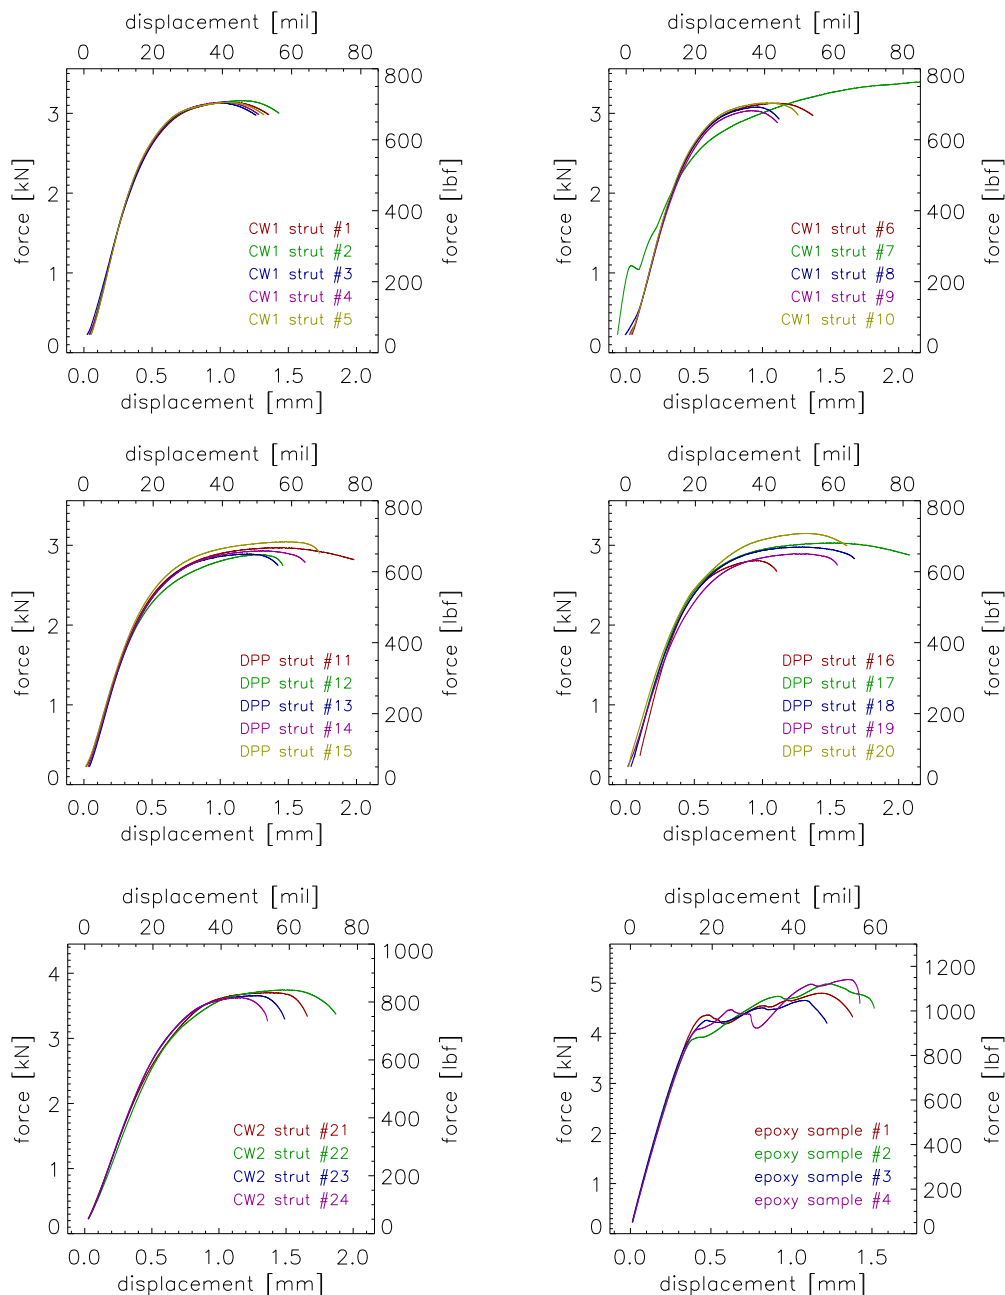 displacement [mil]
0 20 40 60 80
force [kN]
3
2
1
0
800
600
400
200
0
force [lbf]
CW1 strut #1
CW1 strut #2
CW1 strut #3
CW1 strut #4
CW1 strut #5
0.0 0.5 1.0 1.5 2.0
displacement [mm]
displacement [mil]
0 20 40 60 80
force [kN]
3
2
1
0
800
600
400
200
0
force [lbf]
CW1 strut #6
CW1 strut #7
CW1 strut #8
CW1 strut #9
CW1 strut #10
0.0 0.5 1.0 1.5 2.0
displacement [mm]
displacement [mil]
0 20 40 60 80
force [kN]
3
2
1
0
800
600
400
200
0
force [lbf]
DPP strut #11
DPP strut #12
DPP strut #13
DPP strut #14
DPP strut #15
0.0 0.5 1.0 1.5 2.0
displacement [mm]
displacement [mil]
0 20 40 60 80
force [kN]
3
2
1
0
800
600
400
200
0
force [lbf]
DPP strut #16
DPP strut #17
DPP strut #18
DPP strut #19
DPP strut #20
0.0 0.5 1.0 1.5 2.0
displacement [mm]
displacement [mil]
0 20 40 60 80
force [kN]
4
3
2
1
0
1000
800
600
400
200
0
force [lbf]
CW2 strut #21
CW2 strut #22
CW2 strut #23
CW2 strut #24
0.0 0.5 1.0 1.5 2.0
displacement [mm]
displacement [mil]
0 20 40 60
force [kN]
5
4
3
2
1
0
1200
1000
800
600
400
200
0
force [lbf]
epoxy sample #1
epoxy sample #2
epoxy sample #3
epoxy sample #4
0.0 0.5 1.0 1.5
displacement [mm]